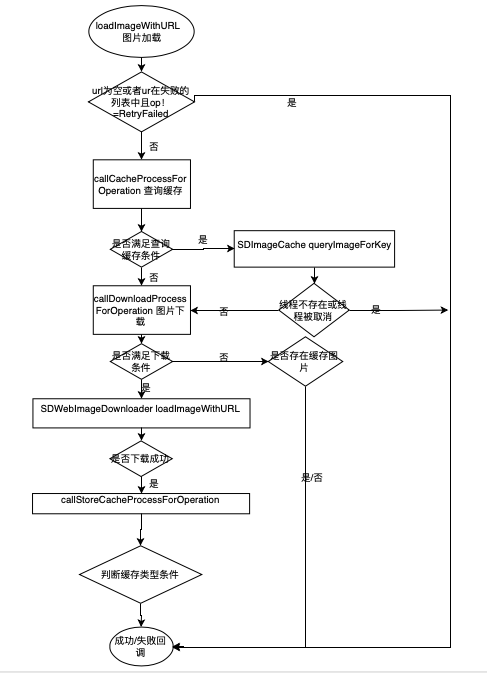 loadImageWithURL
图片加载
url为空或者ur在失败的
列表中且op!
=RetryFailed
是
否
callCacheProcessFor
Operation 查询缓存
是否满足查询
缓存条件
是
SDImageCache queryImageForKey
否
callDownloadProcess
ForOperation 图片下
载
否
线程不存在或线
程被取消
是
是否满足下载
条件
否
是否存在缓存图
片
是
SDWebImageDownloader loadImageWithURL
是否下载成功
是
是/否
callStoreCacheProcessForOperation
判断缓存类型条件
成功/失败回
调